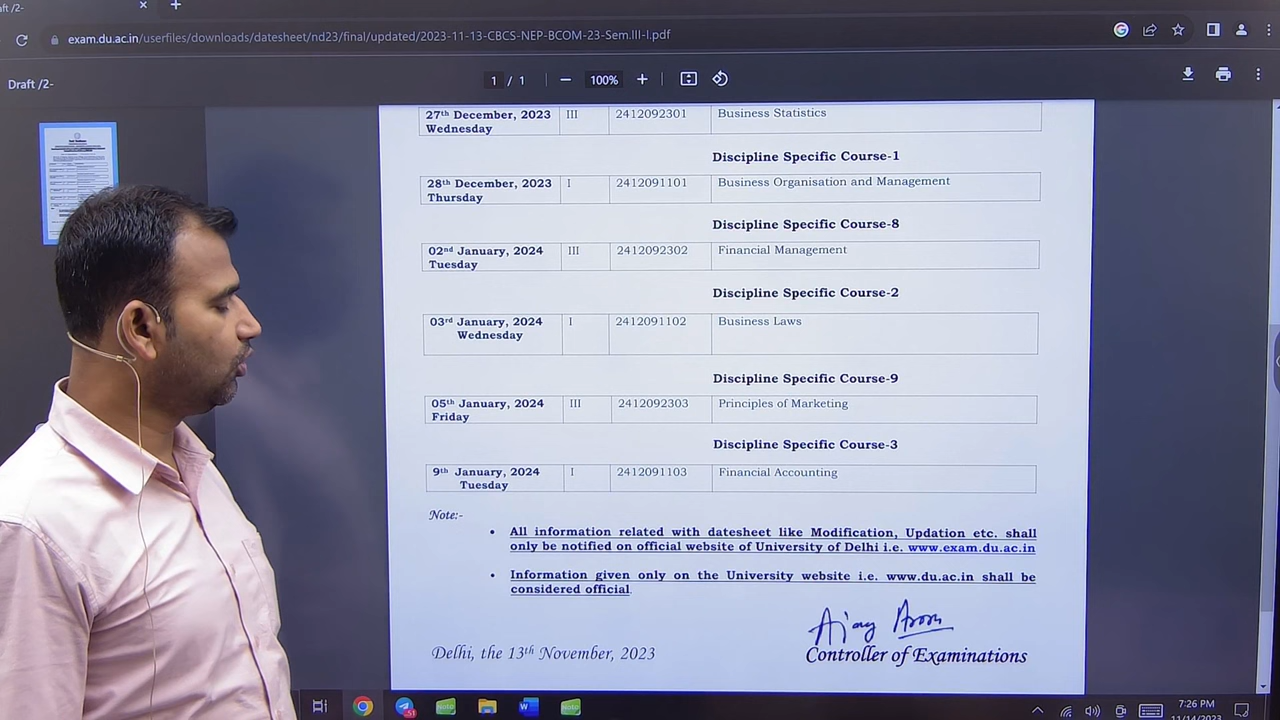 aft /2-
exam.du.ac.in/userfiles/downloads/datesheet/nd23/final/updated/2023-11-13-CBCS-NEP-BCOM-23-Sem.III-I.pdf
Draft /2-
1 / 1
100%
27th December, 2023 III 2412092301 Business Statistics
Wednesday
Discipline Specific Course-1
28th December, 2023 I 2412091101 Business Organisation and Management
Thursday
Discipline Specific Course-8
02nd January, 2024 III 2412092302 Financial Management
Tuesday
Discipline Specific Course-2
03rd January, 2024 I 2412091102 Business Laws
Wednesday
Discipline Specific Course-9
05th January, 2024 III 2412092303 Principles of Marketing
Friday
Discipline Specific Course-3
9th January, 2024 I 2412091103 Financial Accounting
Tuesday
Note:-
• All information related with datesheet like Modification, Updation etc. shall
only be notified on official website of University of Delhi i.e. www.exam.du.ac.in
• Information given only on the University website i.e. www.du.ac.in shall be
considered official.
Ajay Arora
Delhi, the 13th November, 2023
Controller of Examinations
7:26 PM
11/14/2023